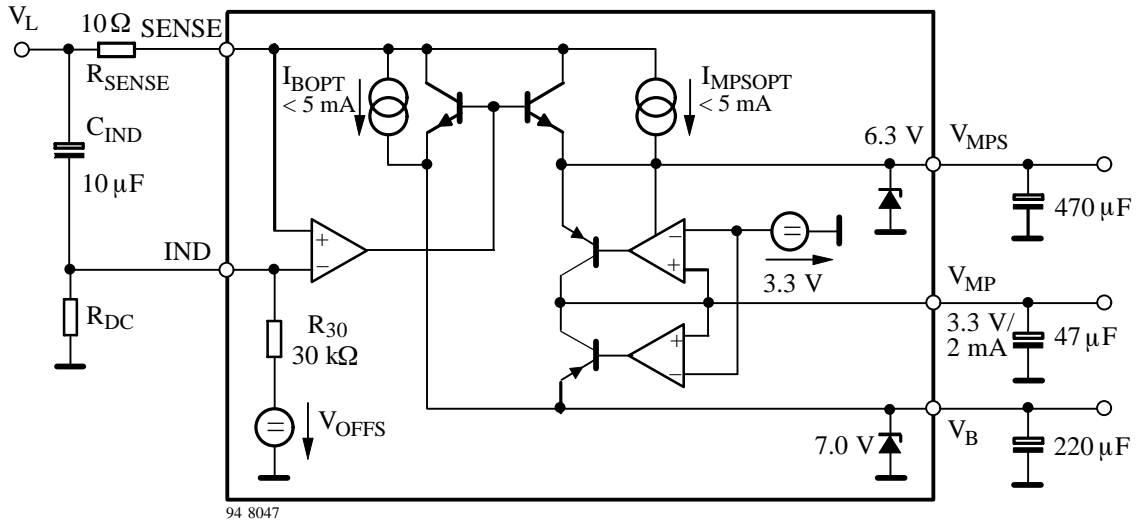 V_L
10 Ω
SENSE
R_SENSE
I_BOPT
< 5 mA
I_MPSOPT
< 5 mA
C_IND
10 µF
6.3 V
V_MPS
470 µF
+
−
−
+
=
3.3 V
IND
R_DC
R_30
30 kΩ
V_MP
3.3 V/
2 mA
47 µF
+
−
=
V_OFFS
7.0 V
V_B
220 µF
94 8047